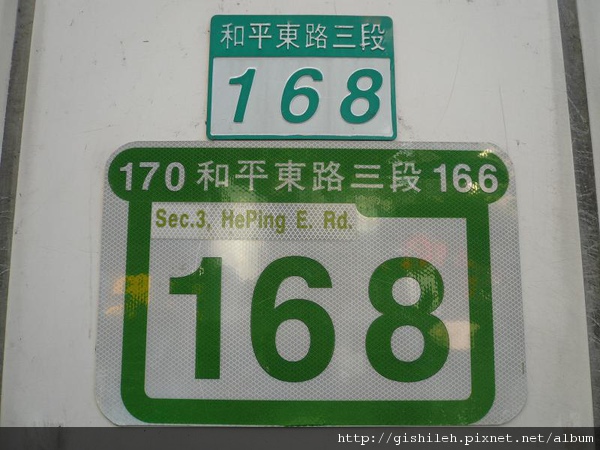 和平東路三段
168
170 和平東路三段 166
Sec.3, HePing E. Rd.
168
http://gishileh.pixnet.net/album